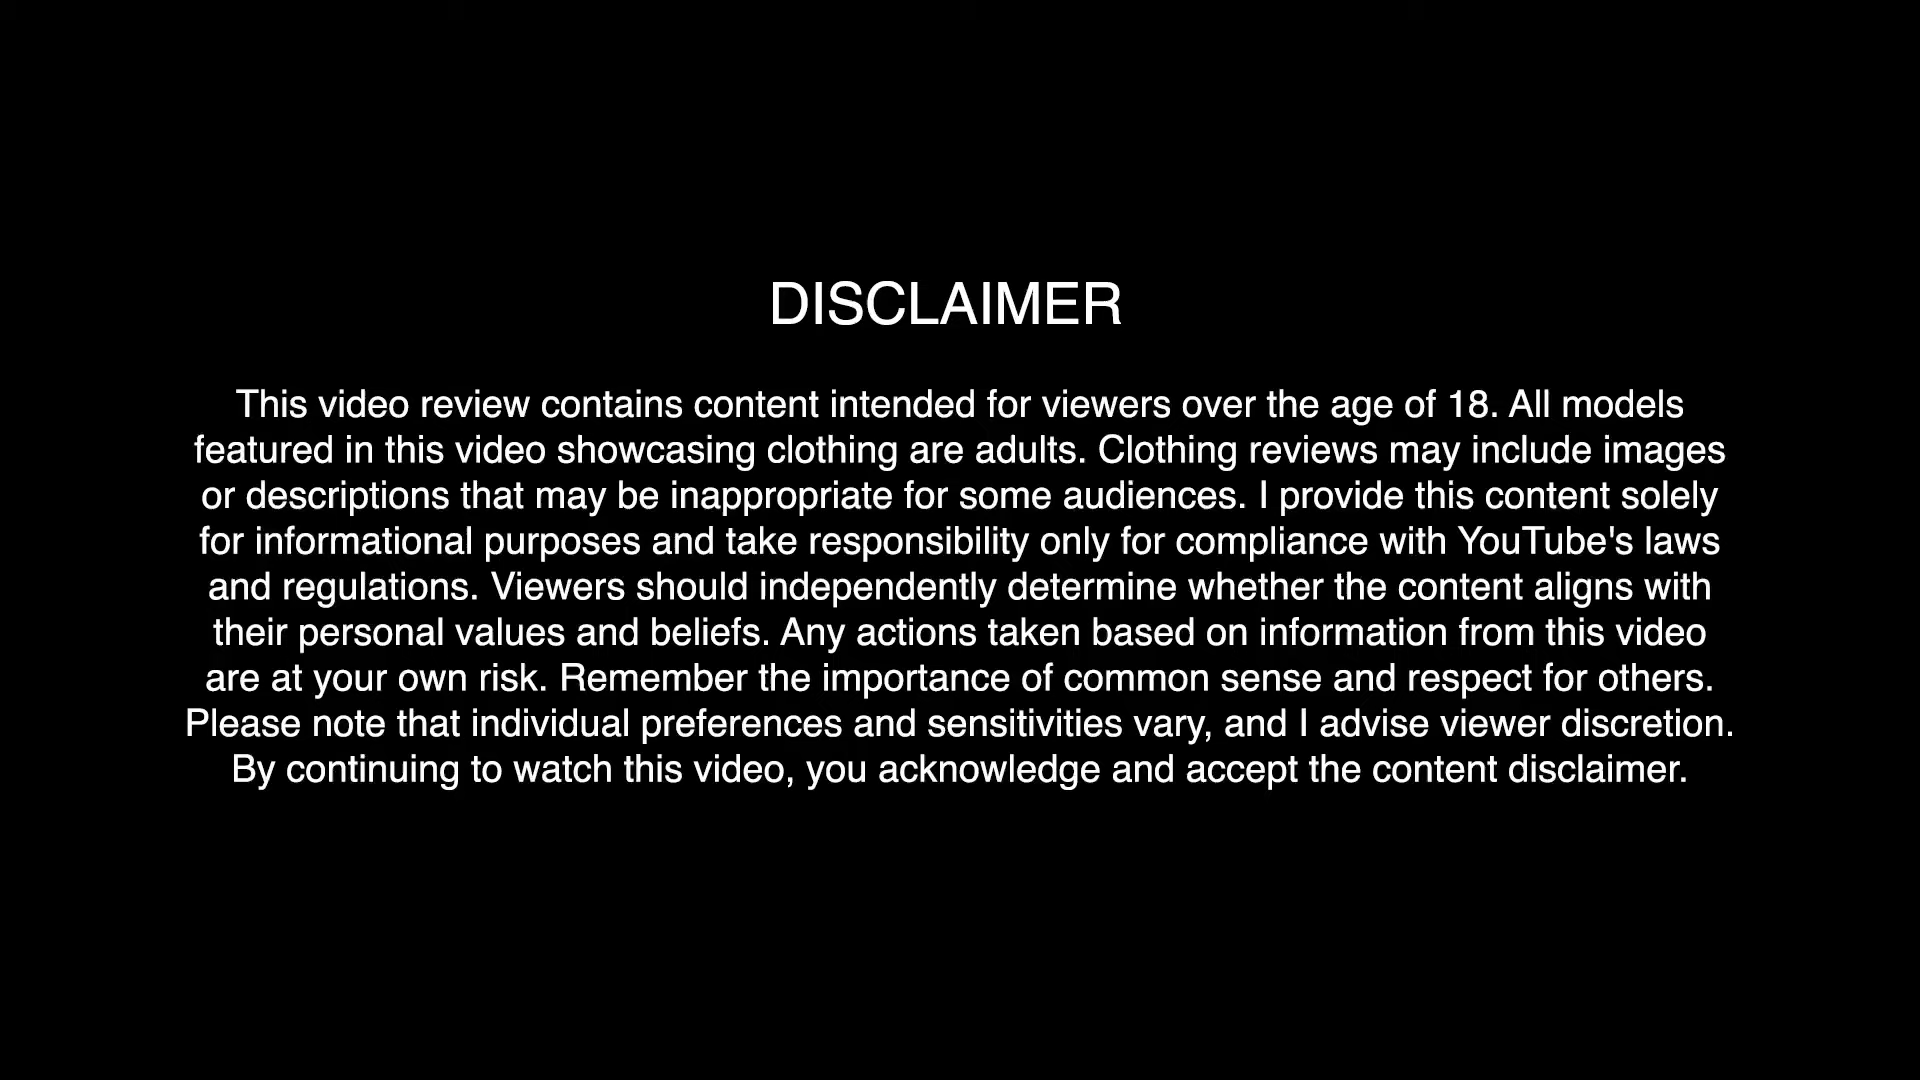 DISCLAIMER
This video review contains content intended for viewers over the age of 18. All models
featured in this video showcasing clothing are adults. Clothing reviews may include images
or descriptions that may be inappropriate for some audiences. I provide this content solely
for informational purposes and take responsibility only for compliance with YouTube's laws
and regulations. Viewers should independently determine whether the content aligns with
their personal values and beliefs. Any actions taken based on information from this video
are at your own risk. Remember the importance of common sense and respect for others.
Please note that individual preferences and sensitivities vary, and I advise viewer discretion.
By continuing to watch this video, you acknowledge and accept the content disclaimer.